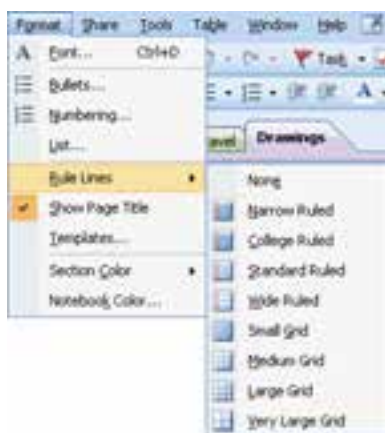 Format Share Tools Table Window Help
A Font... Ctrl+D
Task
Bullets...
Numbering...
A
List...
Drawings
Rule Lines
None
Show Page Title
Narrow Ruled
Templates...
College Ruled
Section Color
Standard Ruled
Notebook Color...
Wide Ruled
Small Grid
Medium Grid
Large Grid
Very Large Grid